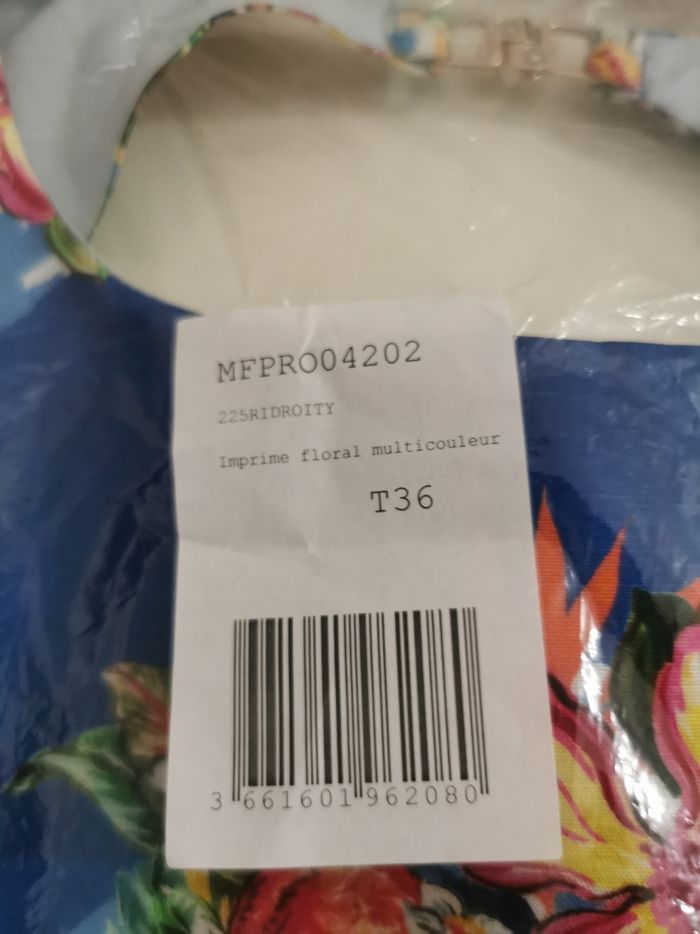 MFPRO04202
225RIDROITY
Imprime floral multicouleur
T36
3 661601 962080